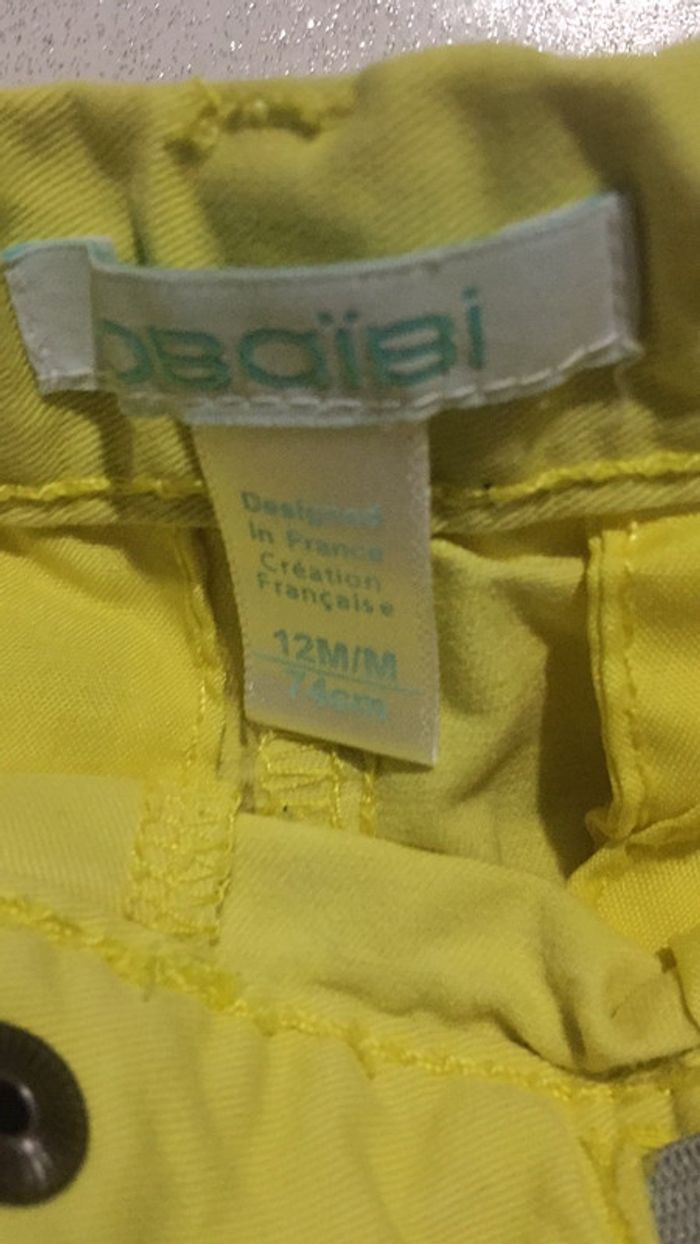 obaïbi
Designed
in France
Création
Française
12M/M
74cm